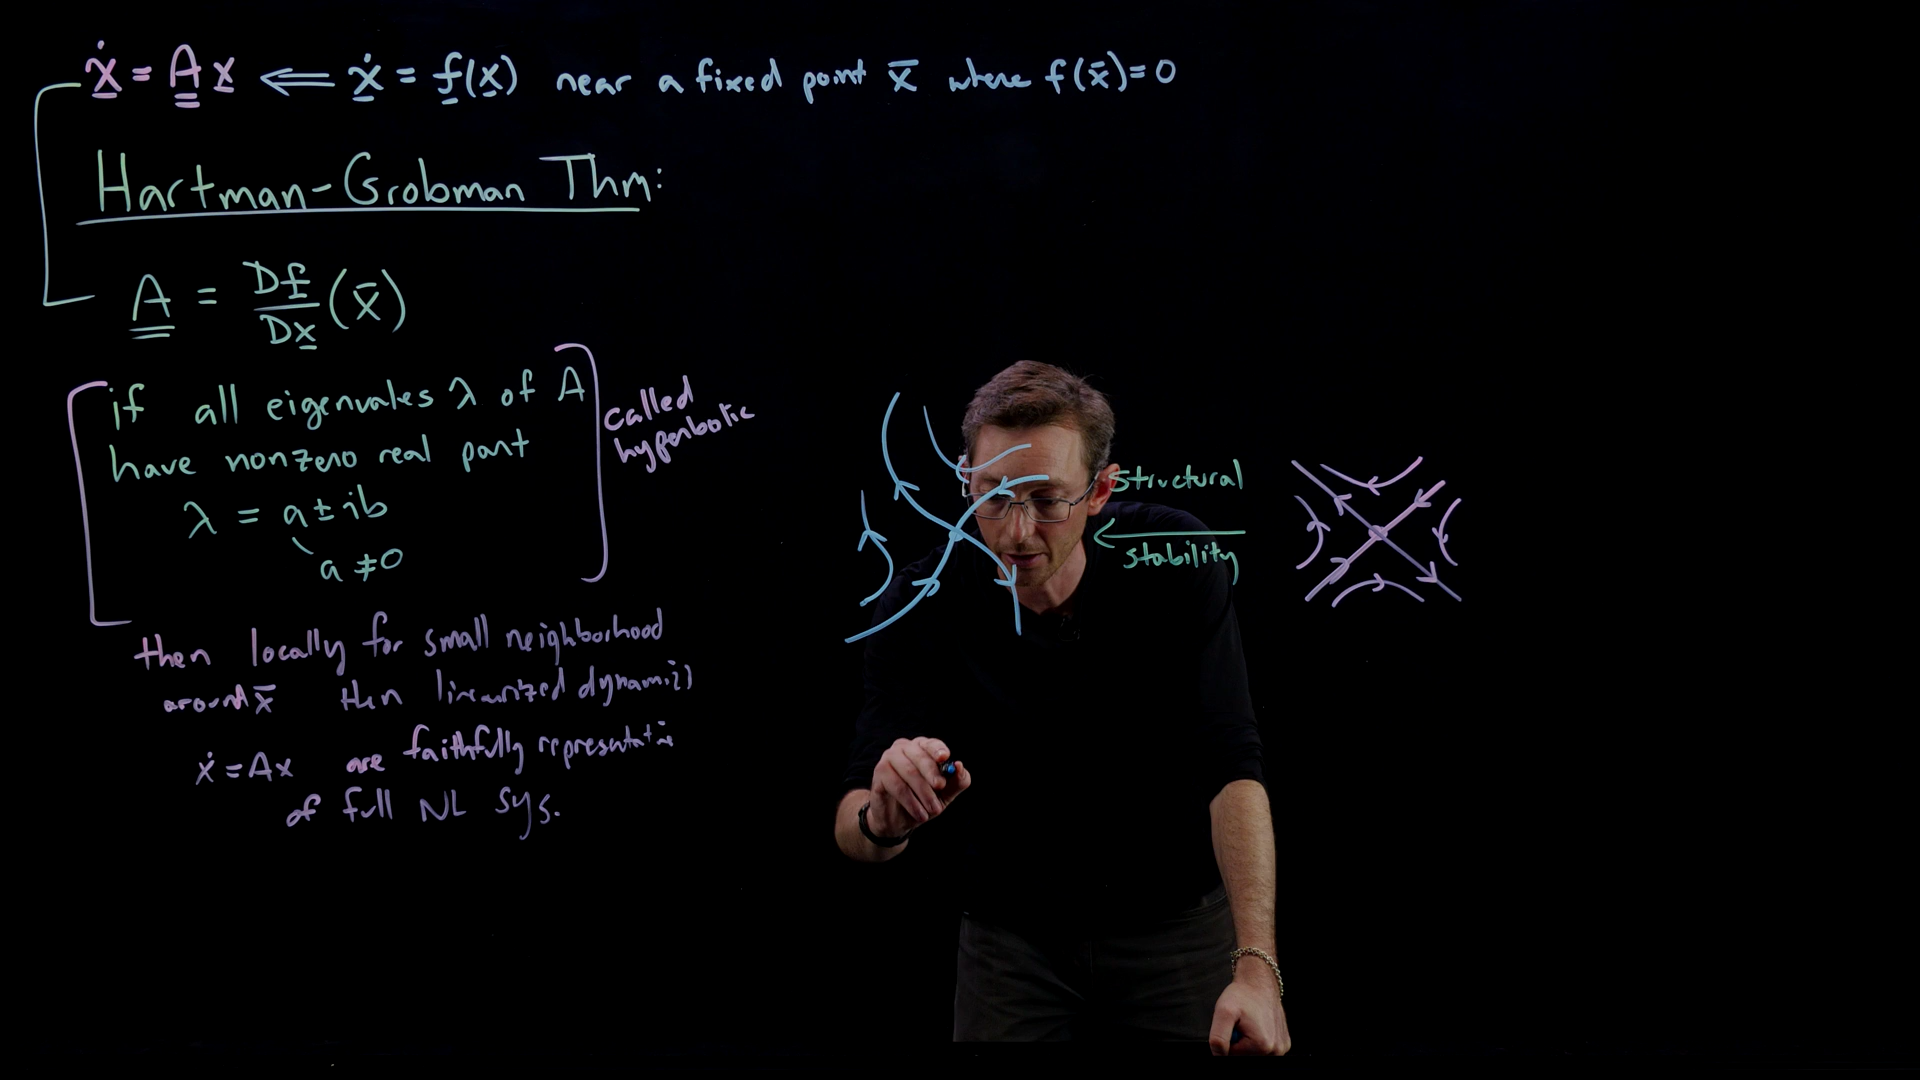 ẋ = A x ⟸ ẋ = f(x) near a fixed point x̄ where f(x̄)=0
Hartman-Grobman Thm:
A = Df/Dx (x̄)
if all eigenvales λ of A
have nonzero real part
λ = a ± ib
a ≠ 0
called
hyperbolic
then locally for small neighborhood
around x̄ then linearized dynamics
ẋ = Ax are faithfully representative
of full NL sys.
structural
stability